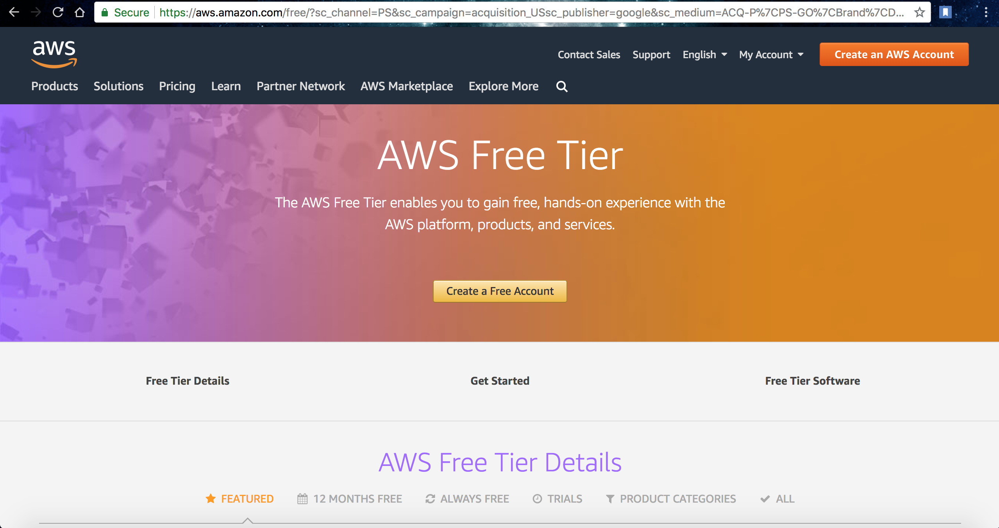 Secure https://aws.amazon.com/free/?sc_channel=PS&sc_campaign=acquisition_USsc_publisher=google&sc_medium=ACQ-P%7CPS-GO%7CBrand%7CD...
aws
Contact Sales Support English My Account Create an AWS Account
Products Solutions Pricing Learn Partner Network AWS Marketplace Explore More
AWS Free Tier
The AWS Free Tier enables you to gain free, hands-on experience with the
AWS platform, products, and services.
Create a Free Account
Free Tier Details Get Started Free Tier Software
AWS Free Tier Details
FEATURED 12 MONTHS FREE ALWAYS FREE TRIALS PRODUCT CATEGORIES ALL